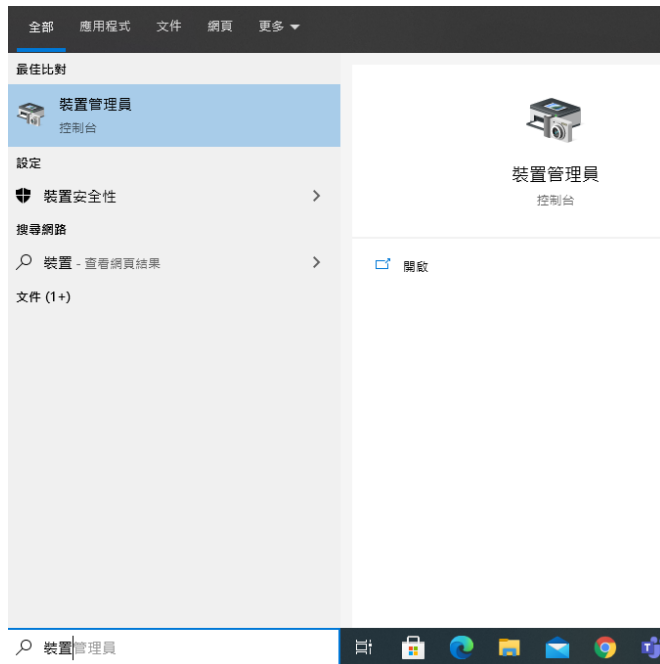 全部 應用程式 文件 網頁 更多
最佳比對
裝置管理員
控制台
設定
裝置安全性
搜尋網路
裝置 - 查看網頁結果
文件 (1+)
裝置管理員
控制台
開啟
裝置管理員